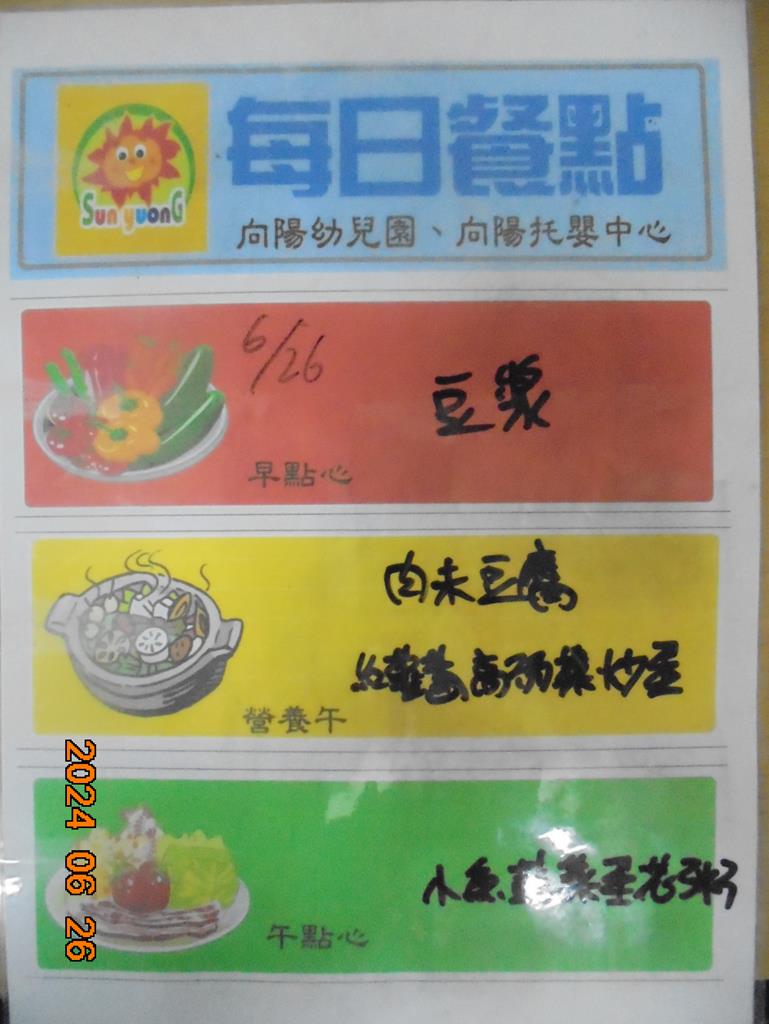 每日餐點
Sun yuonG
向陽幼兒園、向陽托嬰中心
6/26
豆漿
早點心
肉末豆腐
紅蘿蔔高麗菜炒蛋
營養午
小魚 蛋花粥
午點心
2024 06 26